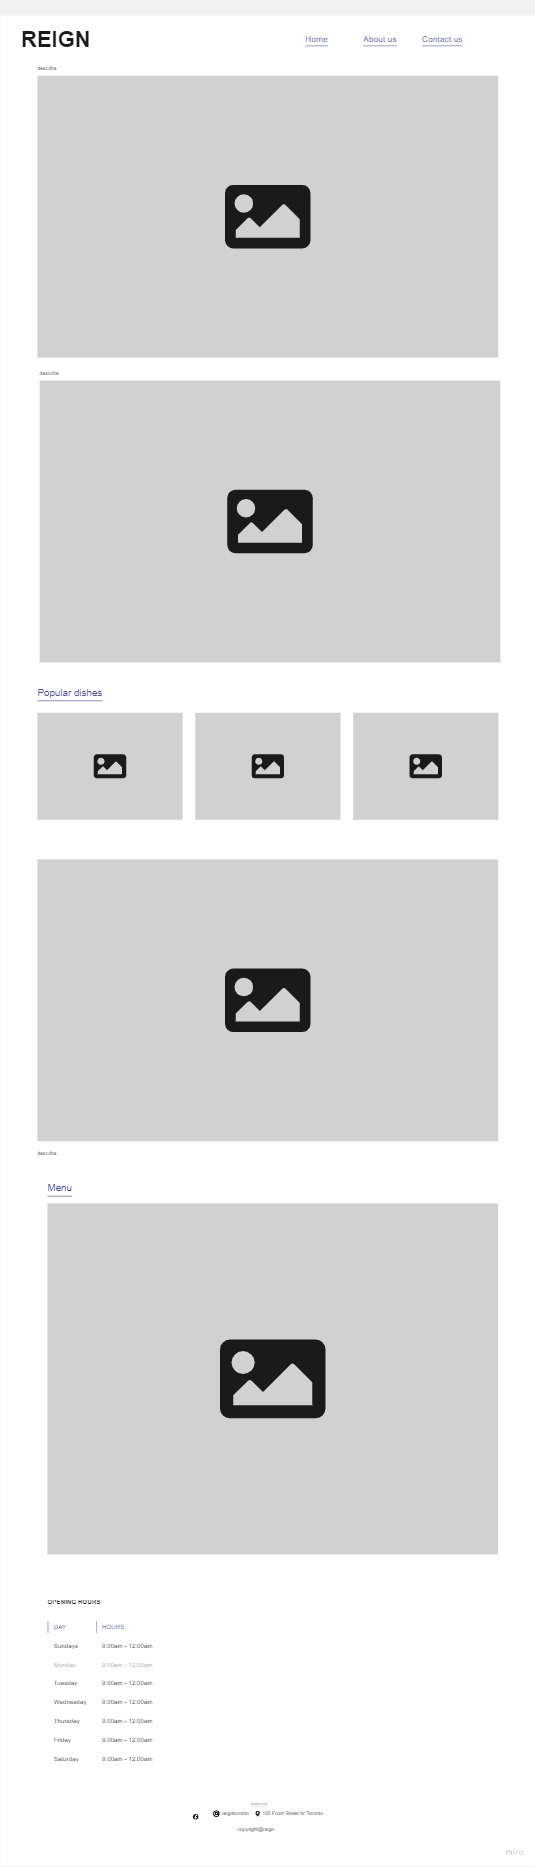 REIGN
Home About us Contact us
describe
describe
Popular dishes
describe
Menu
OPENING HOURS
DAY HOURS
Sundays 9:00am - 12:00am
Monday 9:00am - 12:00am
Tuesday 9:00am - 12:00am
Wednesday 9:00am - 12:00am
Thursday 9:00am - 12:00am
Friday 9:00am - 12:00am
Saturday 9:00am - 12:00am
reigntoronto 100 Front Street W Toronto
copyright@reign
miro